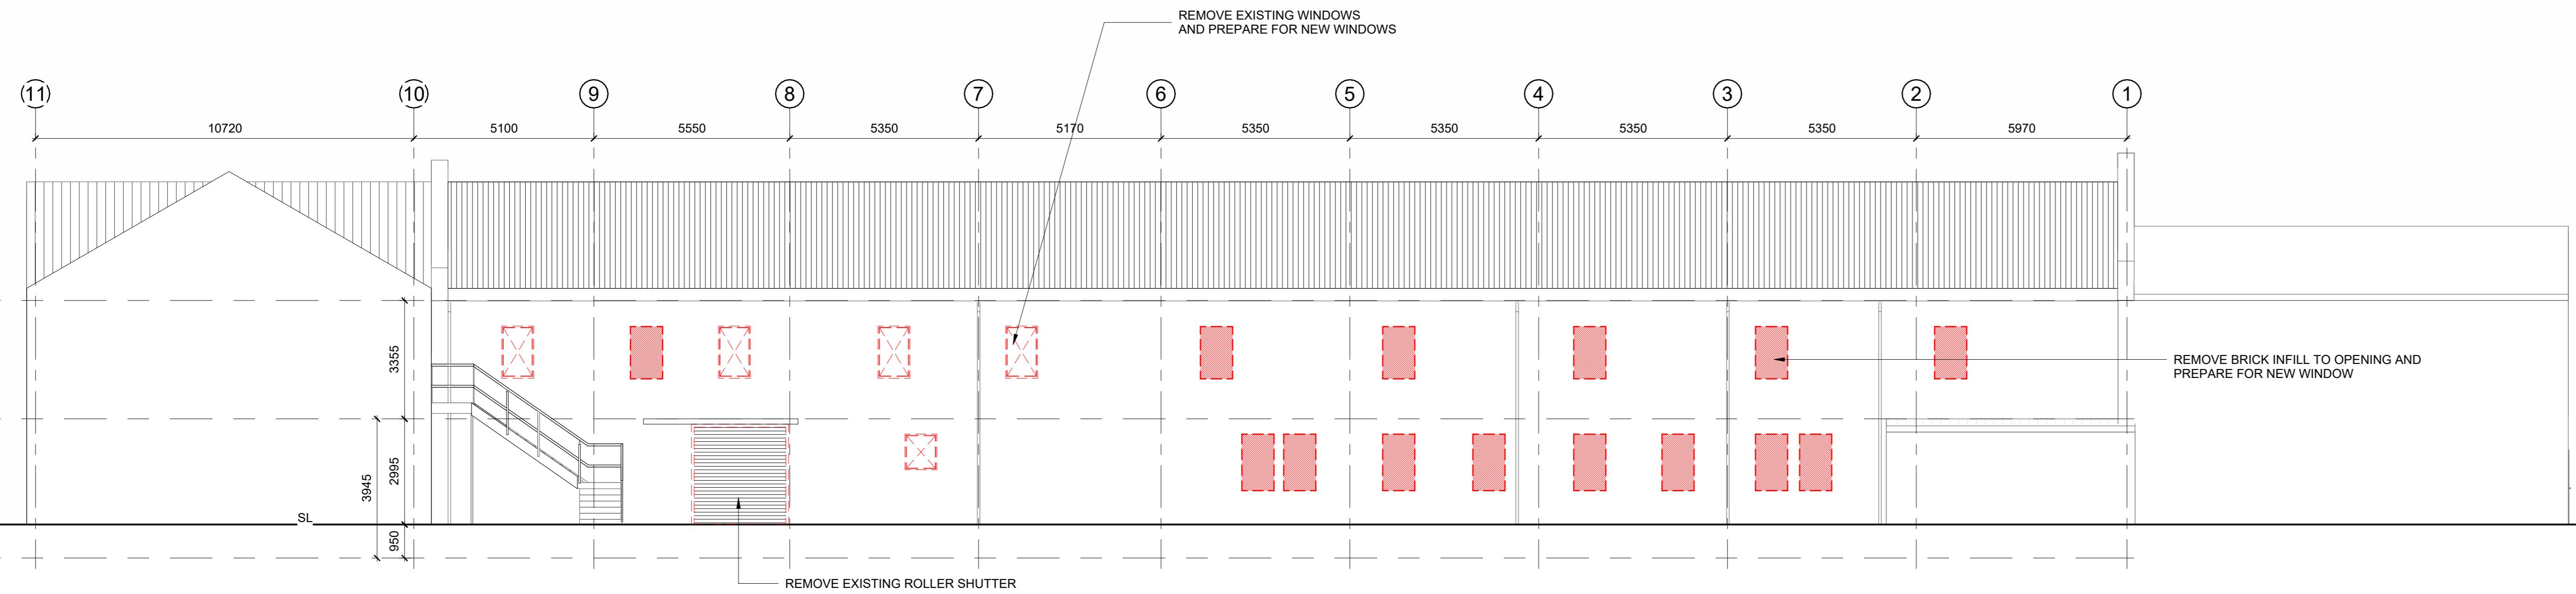 REMOVE EXISTING WINDOWS
AND PREPARE FOR NEW WINDOWS
(11) (10) 9 8 7 6 5 4 3 2 1
10720 5100 5550 5350 5170 5350 5350 5350 5350 5970
3355
REMOVE BRICK INFILL TO OPENING AND
PREPARE FOR NEW WINDOW
2995
3945
SL
950
REMOVE EXISTING ROLLER SHUTTER